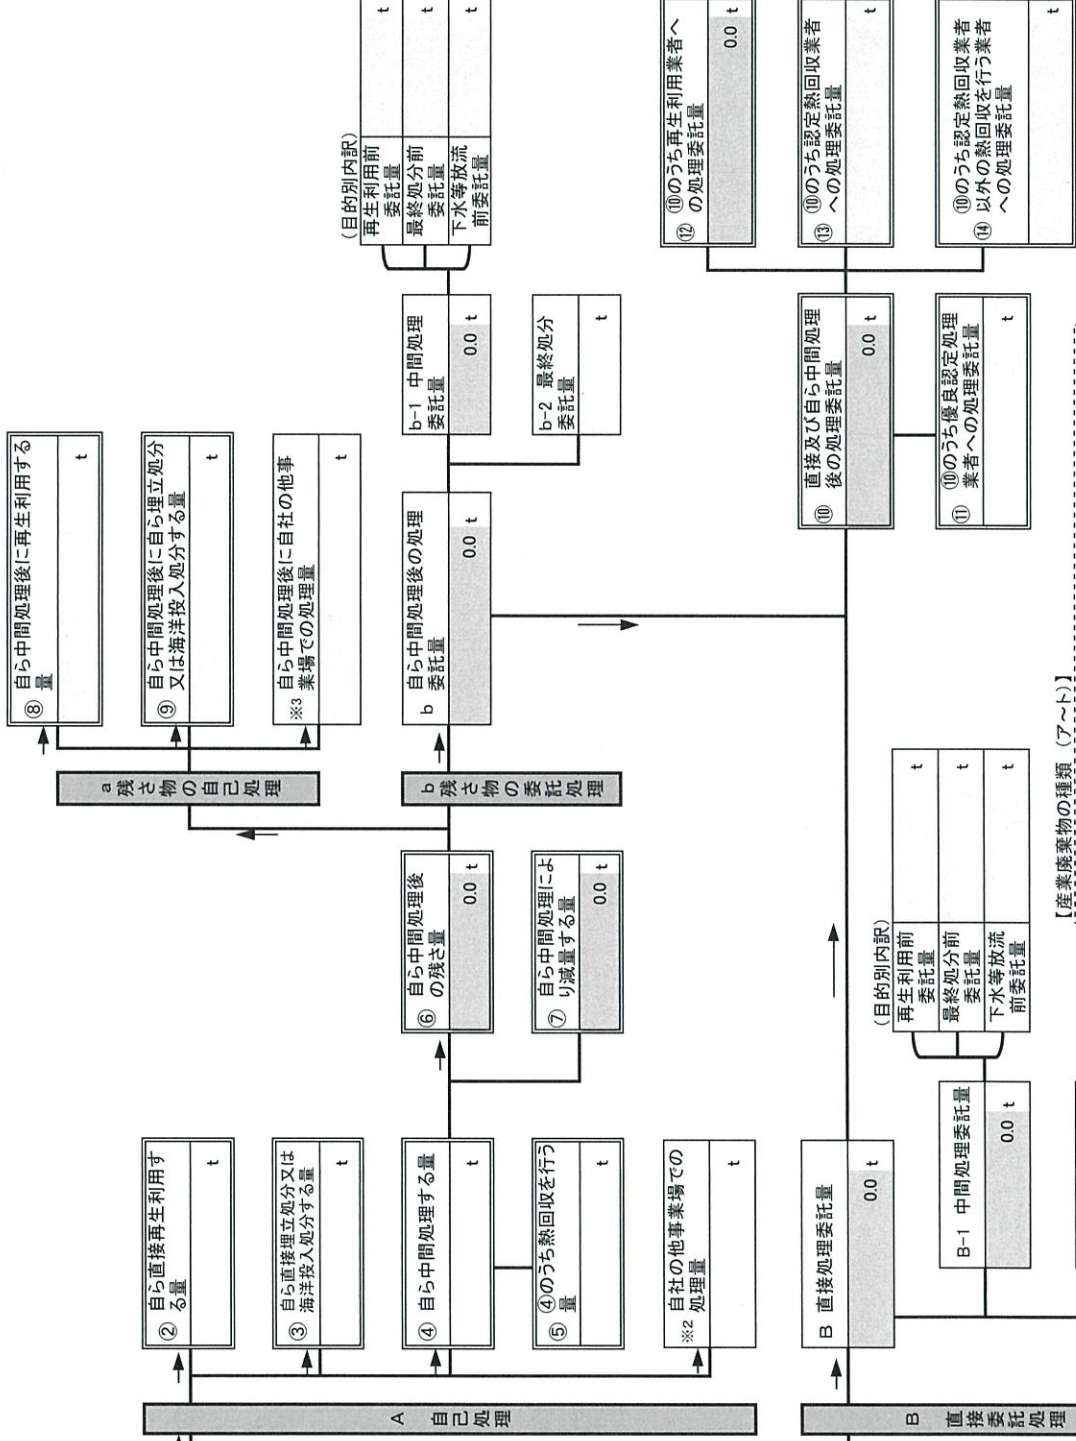 A 自己処理
② 自ら直接再生利用す
る量
t
③ 自ら直接埋立処分又は
海洋投入処分する量
t
④ 自ら中間処理する量
t
⑤ ④のうち熱回収を行う
量
t
※2 自社の他事業場での
処理量
t
⑥ 自ら中間処理後
の残さ量
0.0 t
⑦ 自ら中間処理によ
り減量する量
0.0 t
a 残さ物の自己処理
⑧ 自ら中間処理後に再生利用する
量
t
⑨ 自ら中間処理後に自ら埋立処分
又は海洋投入処分する量
t
※3 自ら中間処理後に自社の他事
業場での処理量
t
b 残さ物の委託処理
b 自ら中間処理後の処理
委託量
0.0 t
b-1 中間処理
委託量
0.0 t
b-2 最終処分
委託量
t
(目的別内訳)
再生利用前
委託量
t
最終処分前
委託量
t
下水等放流
前委託量
t
B 直接委託処理
B 直接処理委託量
0.0 t
B-1 中間処理委託量
0.0 t
(目的別内訳)
再生利用前
委託量
t
最終処分前
委託量
t
下水等放流
前委託量
t
⑩ 直接及び自ら中間処理
後の処理委託量
0.0 t
⑪ ⑩のうち優良認定処理
業者への処理委託量
t
⑫ ⑩のうち再生利用業者へ
の処理委託量
0.0 t
⑬ ⑩のうち認定熱回収業者
への処理委託量
t
⑭ ⑩のうち認定熱回収業者
以外の熱回収を行う業者
への処理委託量
t
【産業廃棄物の種類(ア～ト)】